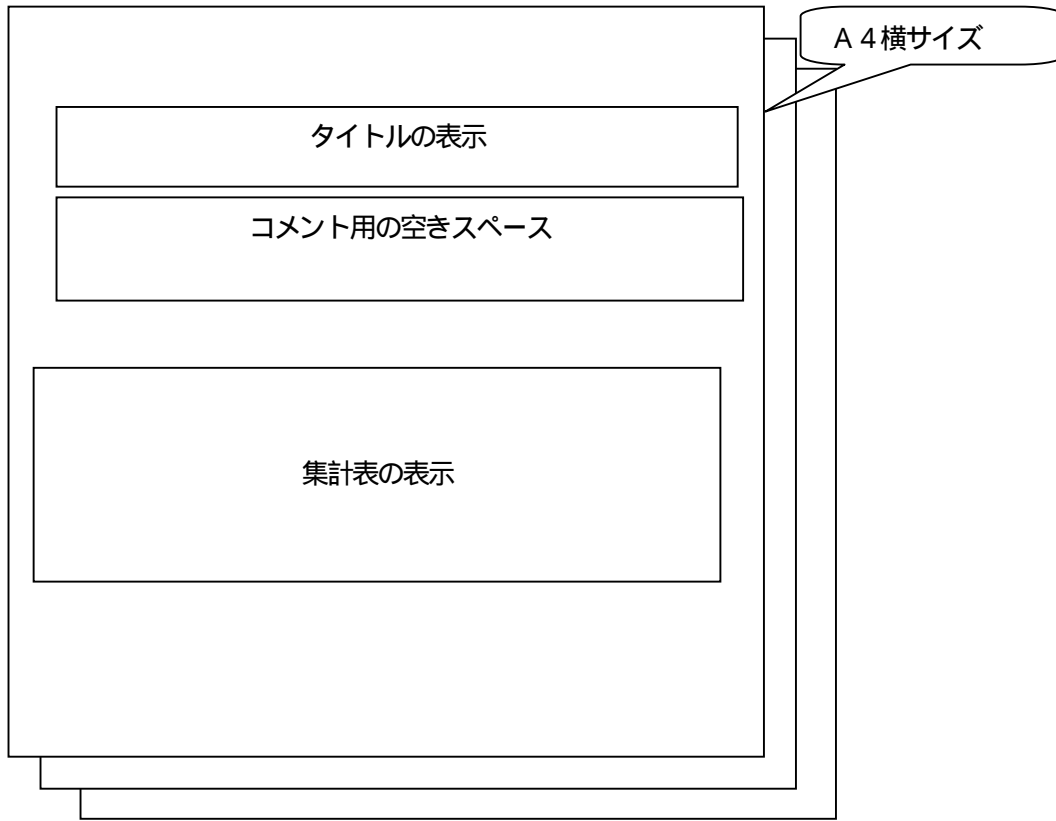 Ａ４横サイズ
タイトルの表示
コメント用の空きスペース
集計表の表示